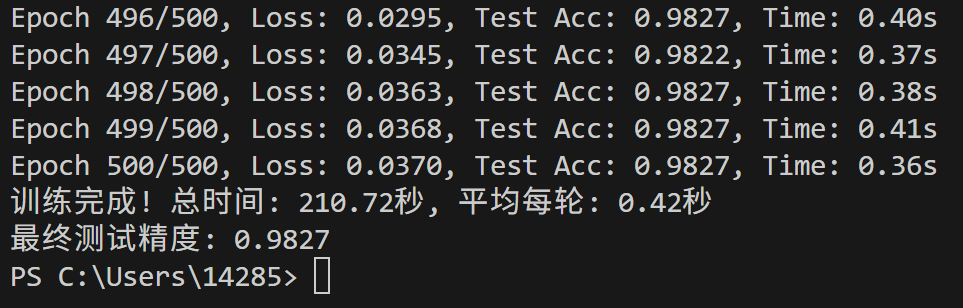 Epoch 496/500, Loss: 0.0295, Test Acc: 0.9827, Time: 0.40s
Epoch 497/500, Loss: 0.0345, Test Acc: 0.9822, Time: 0.37s
Epoch 498/500, Loss: 0.0363, Test Acc: 0.9827, Time: 0.38s
Epoch 499/500, Loss: 0.0368, Test Acc: 0.9827, Time: 0.41s
Epoch 500/500, Loss: 0.0370, Test Acc: 0.9827, Time: 0.36s
训练完成! 总时间: 210.72秒, 平均每轮: 0.42秒
最终测试精度: 0.9827
PS C:\Users\14285>